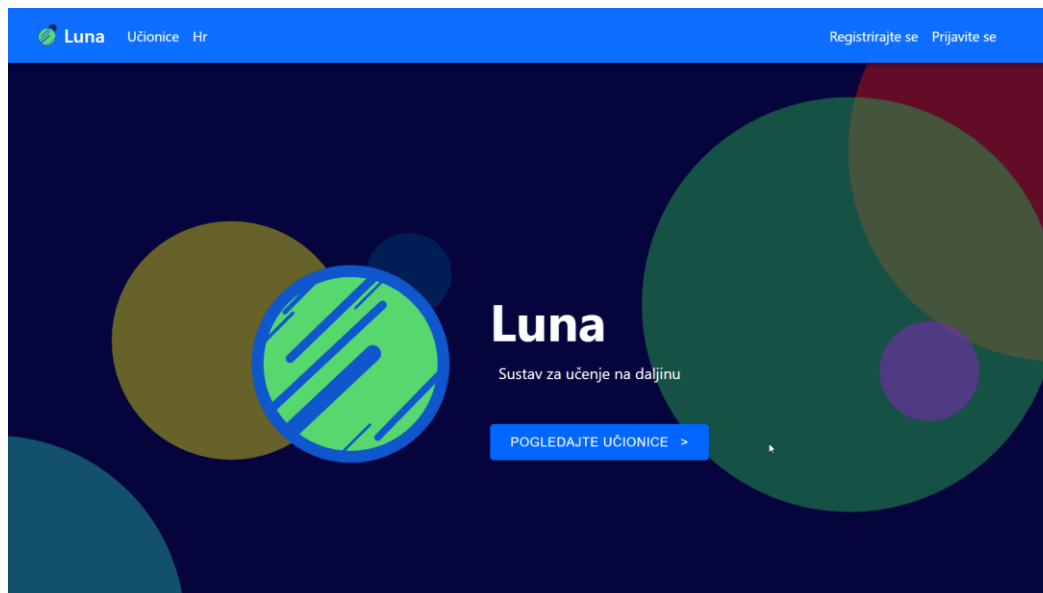 Luna Učionice Hr Registrirajte se Prijavite se
Luna
Sustav za učenje na daljinu
POGLEDAJTE UČIONICE >